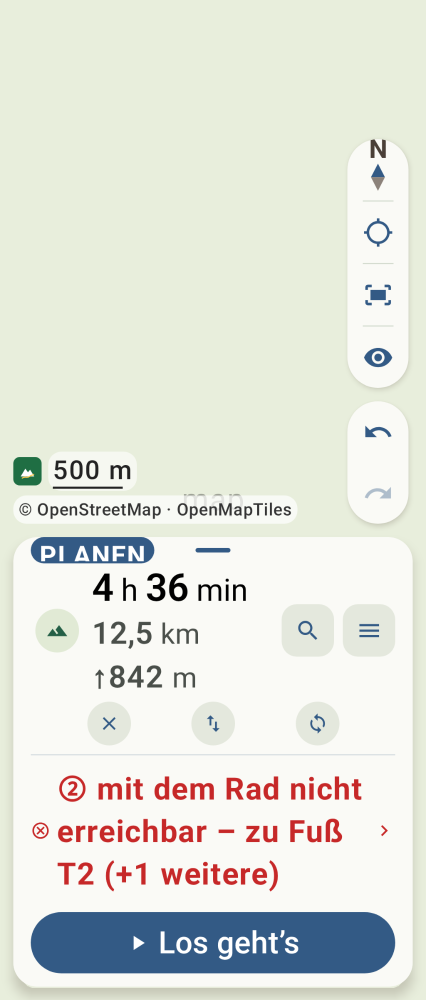 N
500 m
map
© OpenStreetMap · OpenMapTiles
PLANEN
4 h 36 min
12,5 km
↑842 m
② mit dem Rad nicht
erreichbar – zu Fuß
T2 (+1 weitere)
Los geht’s